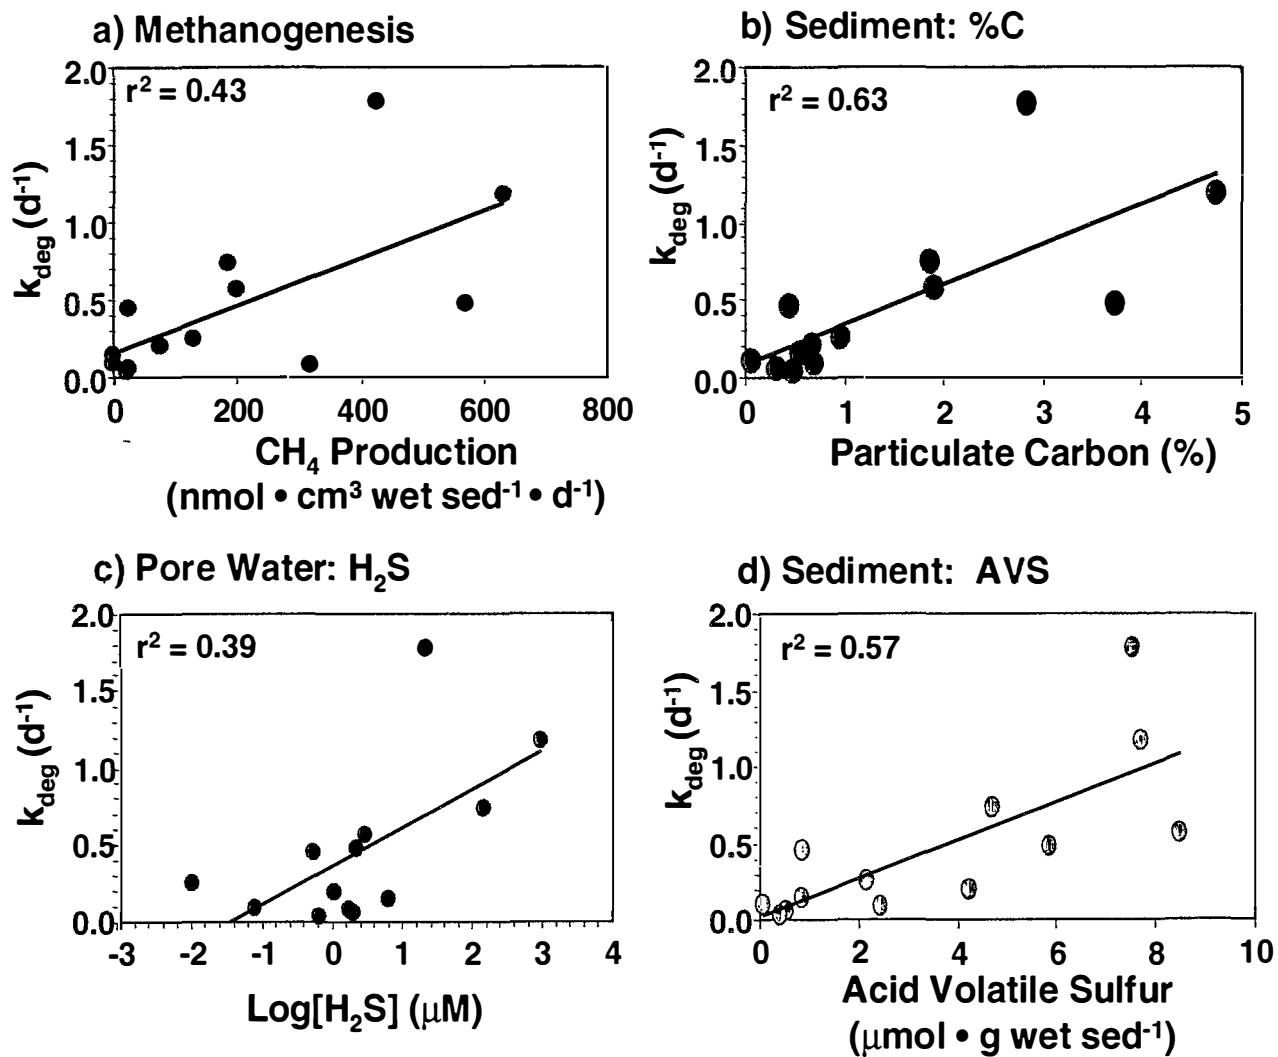 a) Methanogenesis
r² = 0.43
2.0
1.5
1.0
0.5
0.0
k_deg (d⁻¹)
0 200 400 600 800
CH₄ Production
(nmol • cm³ wet sed⁻¹ • d⁻¹)
b) Sediment: %C
r² = 0.63
2.0
1.5
1.0
0.5
0.0
k_deg (d⁻¹)
0 1 2 3 4 5
Particulate Carbon (%)
c) Pore Water: H₂S
r² = 0.39
2.0
1.5
1.0
0.5
0.0
k_deg (d⁻¹)
-3 -2 -1 0 1 2 3 4
Log[H₂S] (μM)
d) Sediment: AVS
r² = 0.57
2.0
1.5
1.0
0.5
0.0
k_deg (d⁻¹)
0 2 4 6 8 10
Acid Volatile Sulfur
(μmol • g wet sed⁻¹)